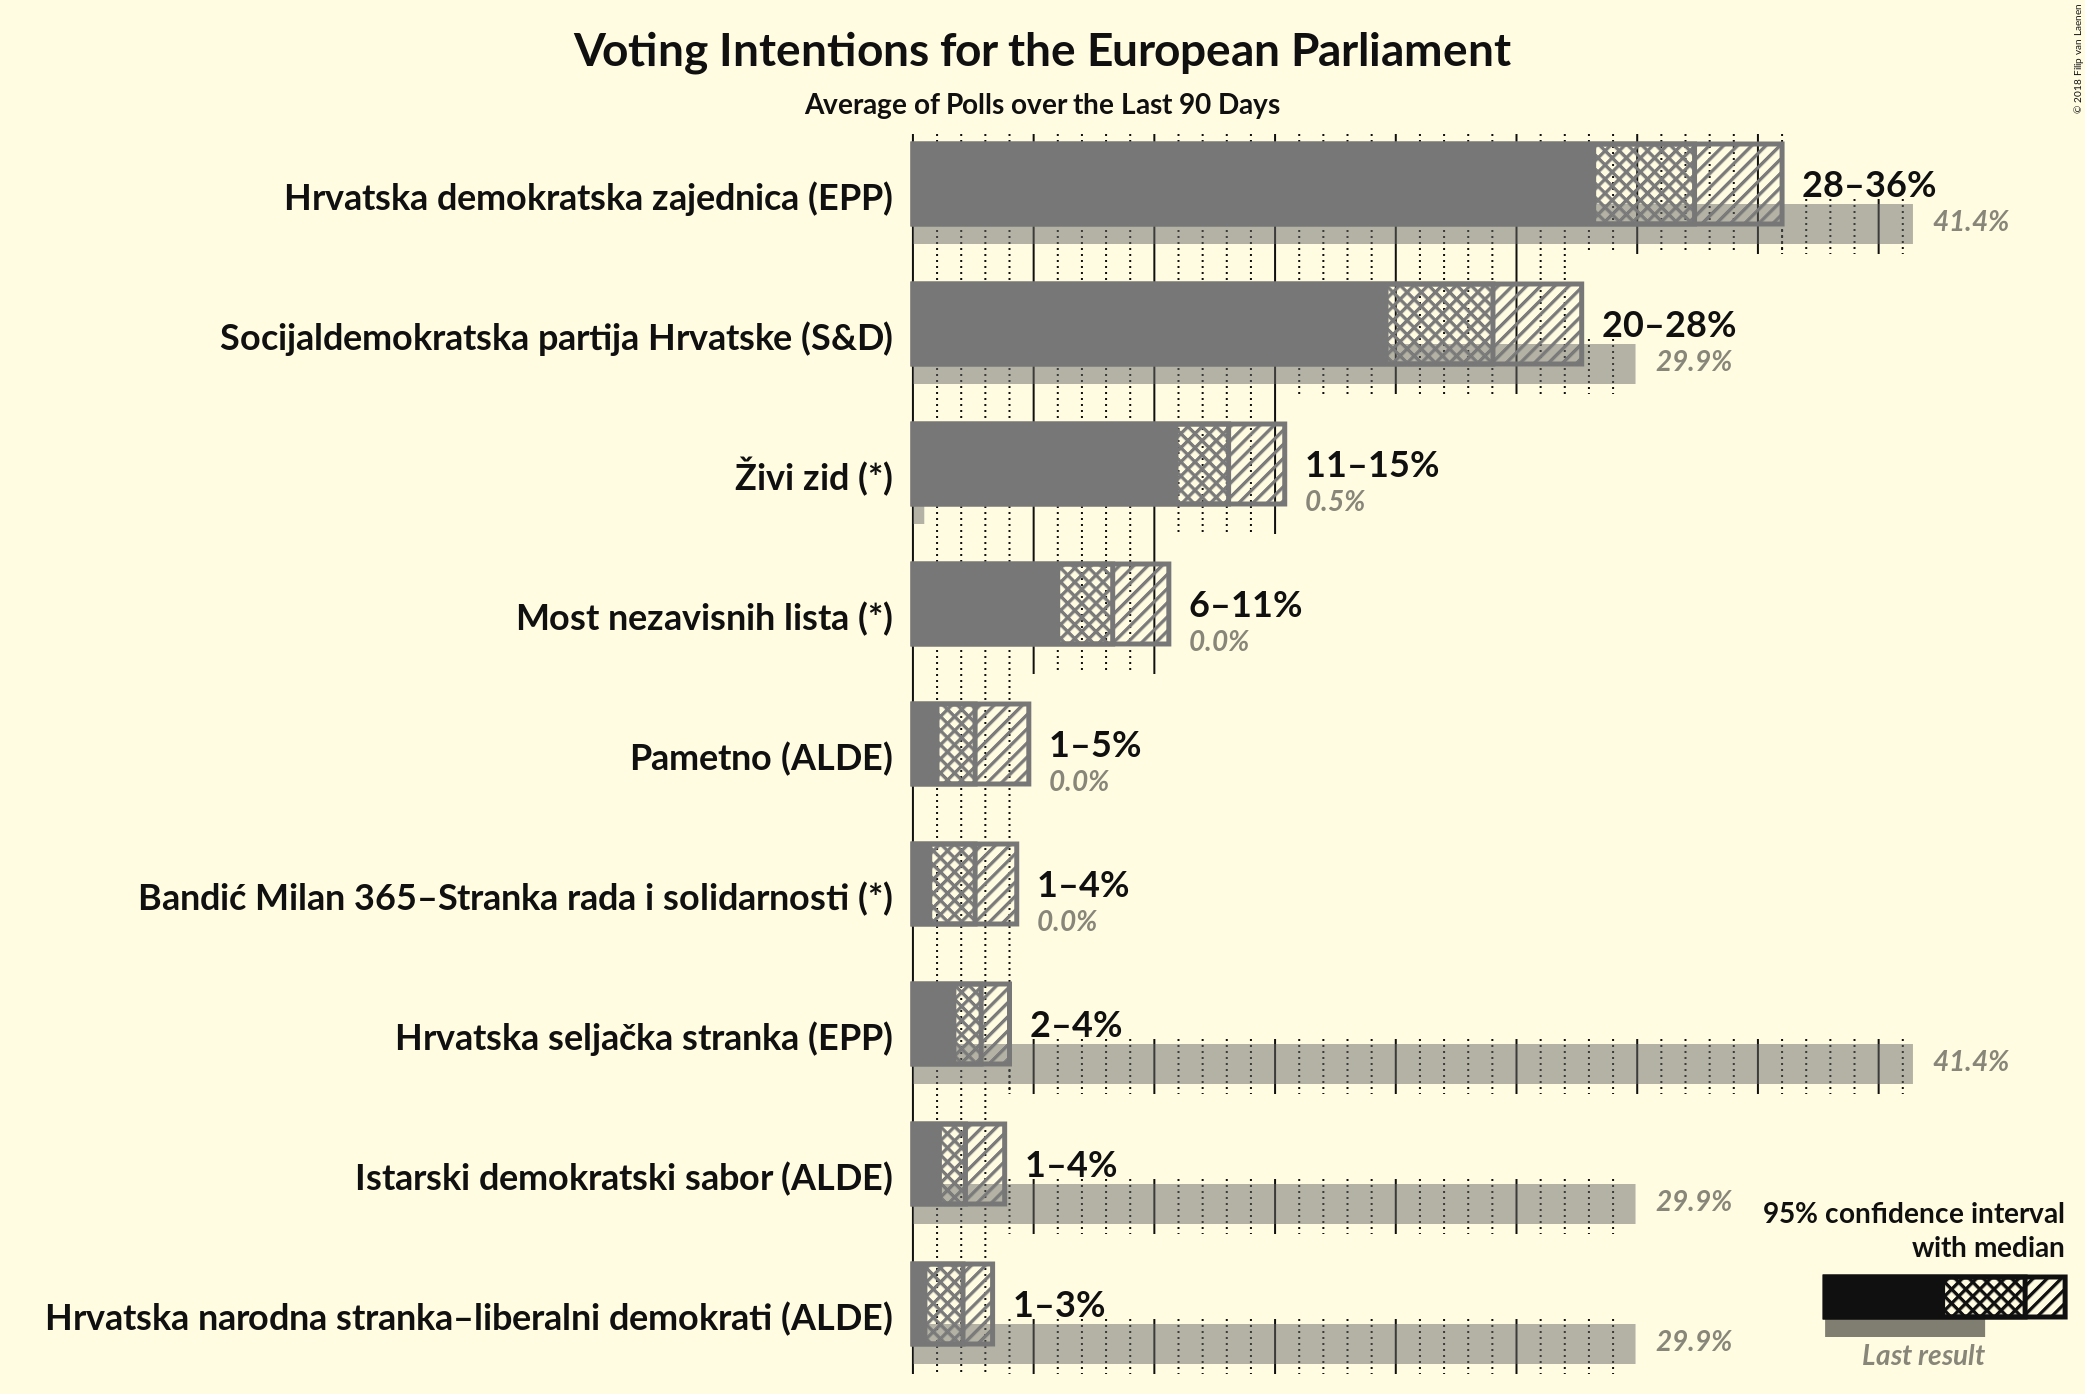 Voting Intentions for the European Parliament
Average of Polls over the Last 90 Days
© 2018 Filip van Laenen
Hrvatska demokratska zajednica (EPP)
28–36%
41.4%
Socijaldemokratska partija Hrvatske (S&D)
20–28%
29.9%
Živi zid (*)
11–15%
0.5%
Most nezavisnih lista (*)
6–11%
0.0%
Pametno (ALDE)
1–5%
0.0%
Bandić Milan 365–Stranka rada i solidarnosti (*)
1–4%
0.0%
Hrvatska seljačka stranka (EPP)
2–4%
41.4%
Istarski demokratski sabor (ALDE)
1–4%
29.9%
Hrvatska narodna stranka–liberalni demokrati (ALDE)
1–3%
29.9%
95% confidence interval
with median
Last result